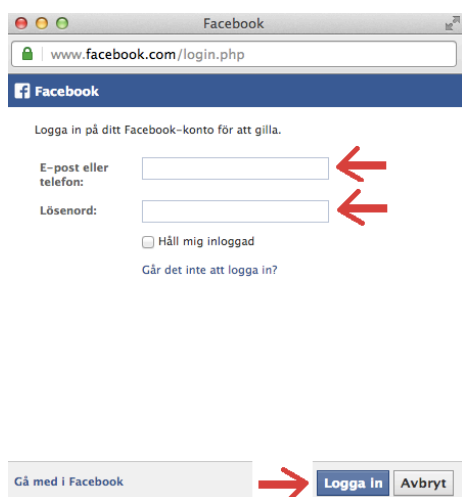 Facebook
www.facebook.com/login.php
Facebook
Logga in på ditt Facebook-konto för att gilla.
E-post eller
telefon:
Lösenord:
Håll mig inloggad
Går det inte att logga in?
Gå med i Facebook
Logga in
Avbryt